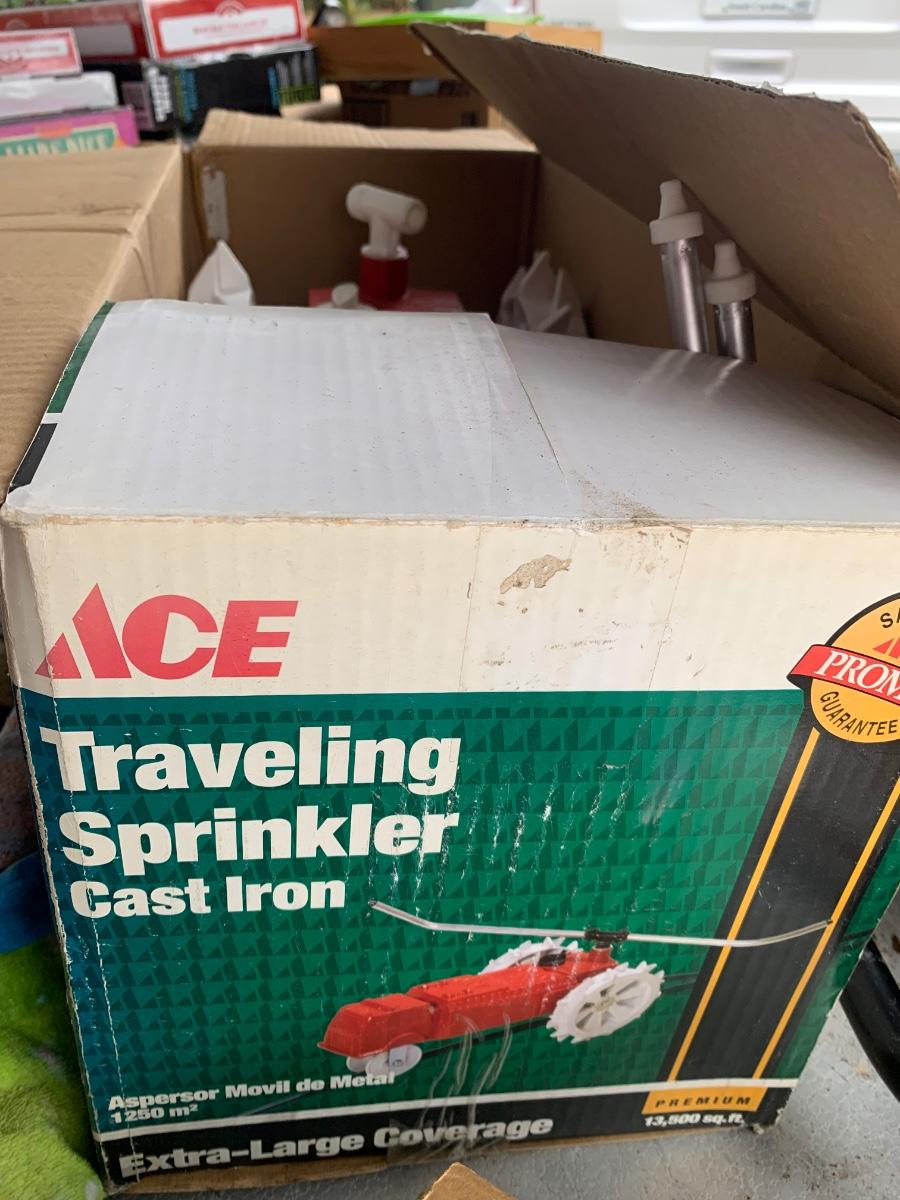 ACE
Traveling
Sprinkler
Cast Iron
GUARANTEE
Aspersor Movil de Metal
1250 m²
PREMIUM
13,500 sq.ft.
Extra-Large Coverage